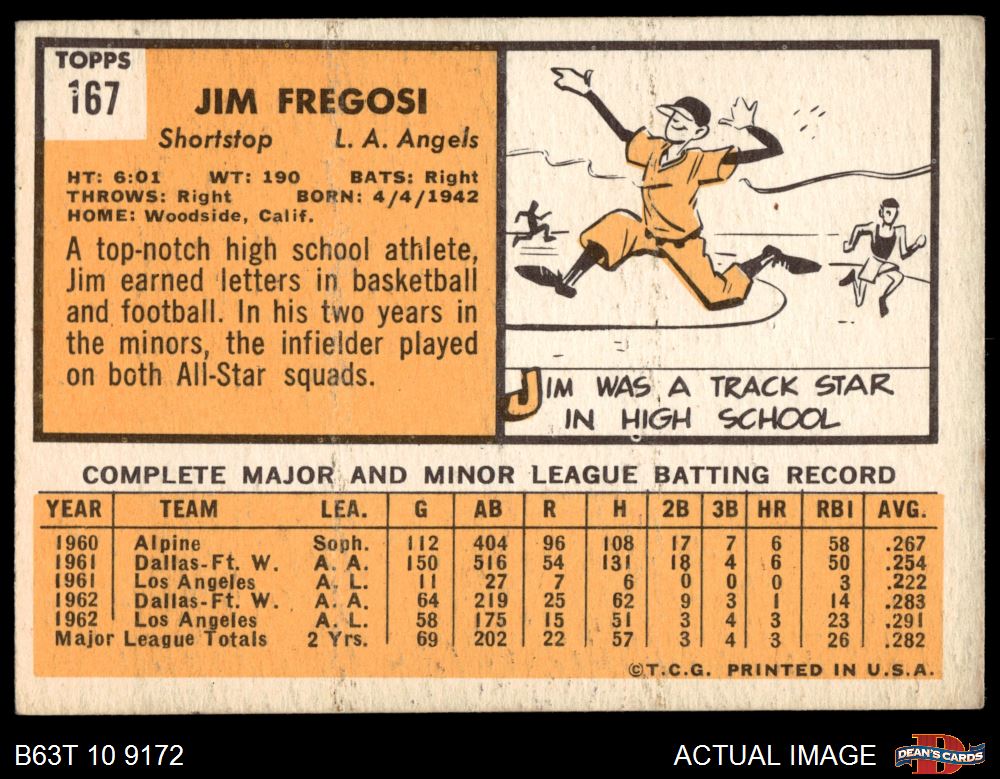 TOPPS
167
JIM FREGOSI
Shortstop L. A. Angels
HT: 6:01 WT: 190 BATS: Right
THROWS: Right BORN: 4/4/1942
HOME: Woodside, Calif.
A top-notch high school athlete,
Jim earned letters in basketball
and football. In his two years in
the minors, the infielder played
on both All-Star squads.
JIM WAS A TRACK STAR
IN HIGH SCHOOL
COMPLETE MAJOR AND MINOR LEAGUE BATTING RECORD
YEAR TEAM LEA. G AB R H 2B 3B HR RBI AVG.
1960 Alpine Soph. 112 404 96 108 17 7 6 58 .267
1961 Dallas-Ft. W. A. A. 150 516 54 131 18 4 6 50 .254
1961 Los Angeles A. L. 11 27 7 6 0 0 0 3 .222
1962 Dallas-Ft. W. A. A. 64 219 25 62 9 3 1 14 .283
1962 Los Angeles A. L. 58 175 15 51 3 4 3 23 .291
Major League Totals 2 Yrs. 69 202 22 57 3 4 3 26 .282
©T.C.G. PRINTED IN U.S.A.
B63T 10 9172
ACTUAL IMAGE
D
DEAN'S CARDS